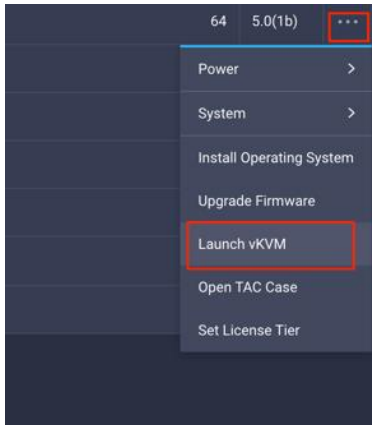 64 5.0(1b) ...
Power >
System >
Install Operating System
Upgrade Firmware
Launch vKVM
Open TAC Case
Set License Tier